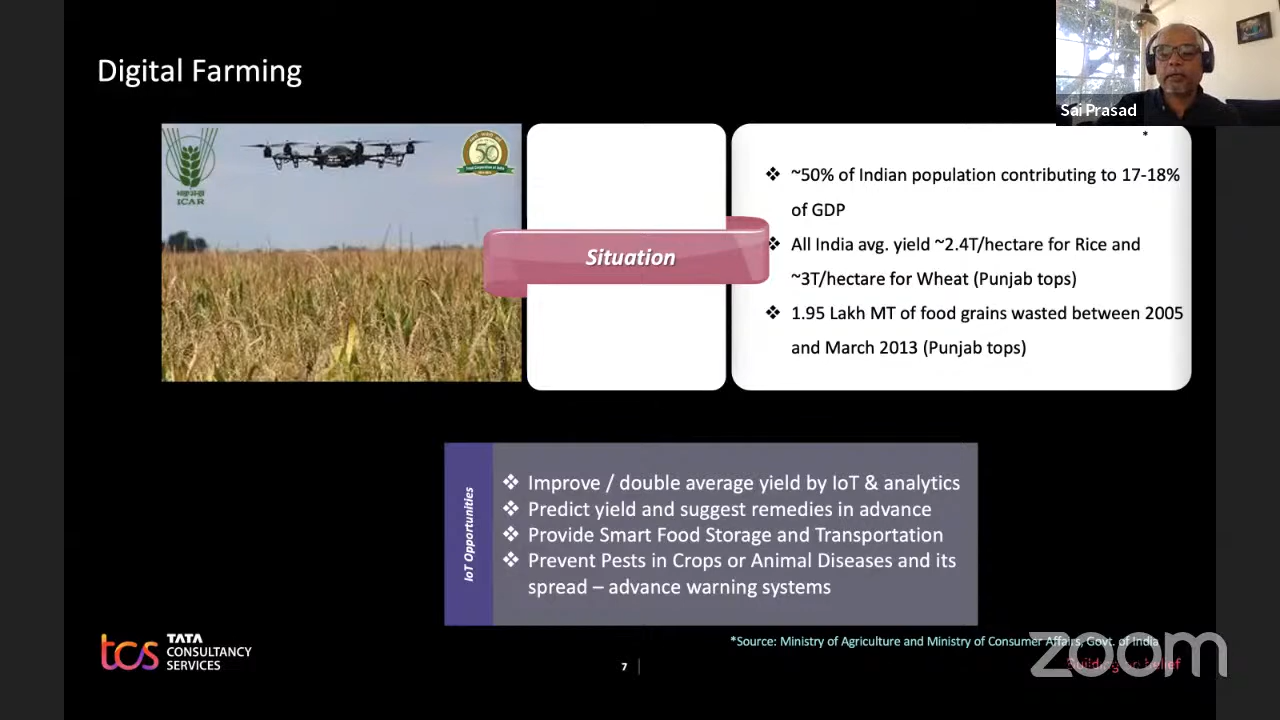 Digital Farming
Sai Prasad
ICAR
50
Situation
*
❖ ~50% of Indian population contributing to 17-18%
of GDP
❖ All India avg. yield ~2.4T/hectare for Rice and
~3T/hectare for Wheat (Punjab tops)
❖ 1.95 Lakh MT of food grains wasted between 2005
and March 2013 (Punjab tops)
IoT Opportunities
❖ Improve / double average yield by IoT & analytics
❖ Predict yield and suggest remedies in advance
❖ Provide Smart Food Storage and Transportation
❖ Prevent Pests in Crops or Animal Diseases and its
spread – advance warning systems
tcs TATA
CONSULTANCY
SERVICES
*Source: Ministry of Agriculture and Ministry of Consumer Affairs, Govt. of India
7
Building on belief
zoom